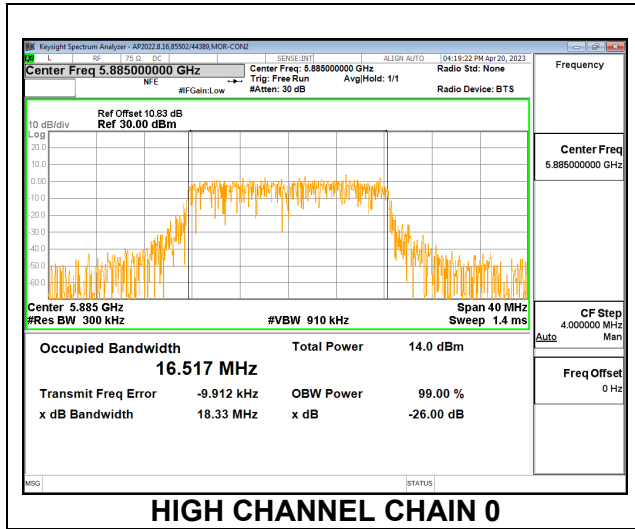 Keysight Spectrum Analyzer - AP2022.8.16,85502/44389,MOR-CON2
L RF 75 Ω DC SENSE:INT ALIGN AUTO 04:19:22 PM Apr 20, 2023
Center Freq 5.885000000 GHz Center Freq: 5.885000000 GHz Radio Std: None Frequency
NFE Trig: Free Run Avg|Hold: 1/1
#IFGain:Low #Atten: 30 dB Radio Device: BTS
Ref Offset 10.83 dB
10 dB/div Ref 30.00 dBm
Log
20.0
10.0
0.00
-10.0
-20.0
-30.0
-40.0
-50.0
-60.0
Center Freq
5.885000000 GHz
Center 5.885 GHz Span 40 MHz
#Res BW 300 kHz #VBW 910 kHz Sweep 1.4 ms
CF Step
4.000000 MHz
Auto Man
Occupied Bandwidth Total Power 14.0 dBm
16.517 MHz
Freq Offset
0 Hz
Transmit Freq Error -9.912 kHz OBW Power 99.00 %
x dB Bandwidth 18.33 MHz x dB -26.00 dB
MSG STATUS
HIGH CHANNEL CHAIN 0